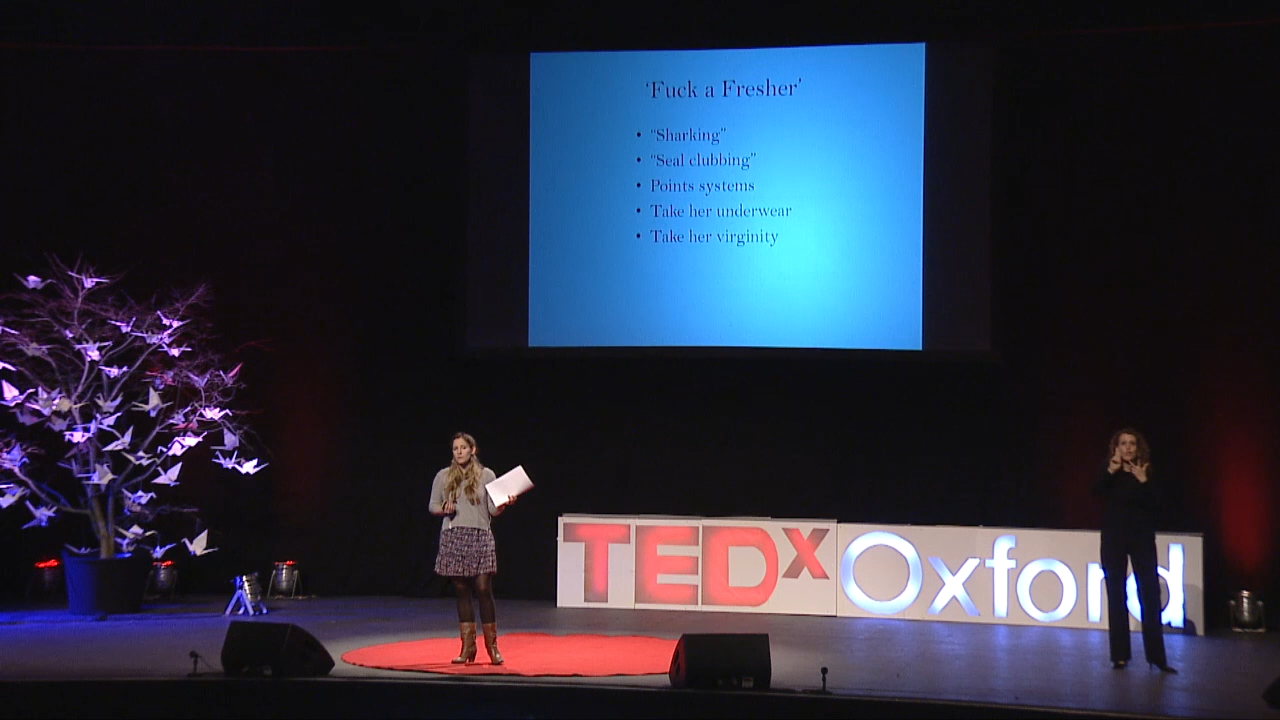 ‘Fuck a Fresher’
• “Sharking”
• “Seal clubbing”
• Points systems
• Take her underwear
• Take her virginity
TEDx Oxford